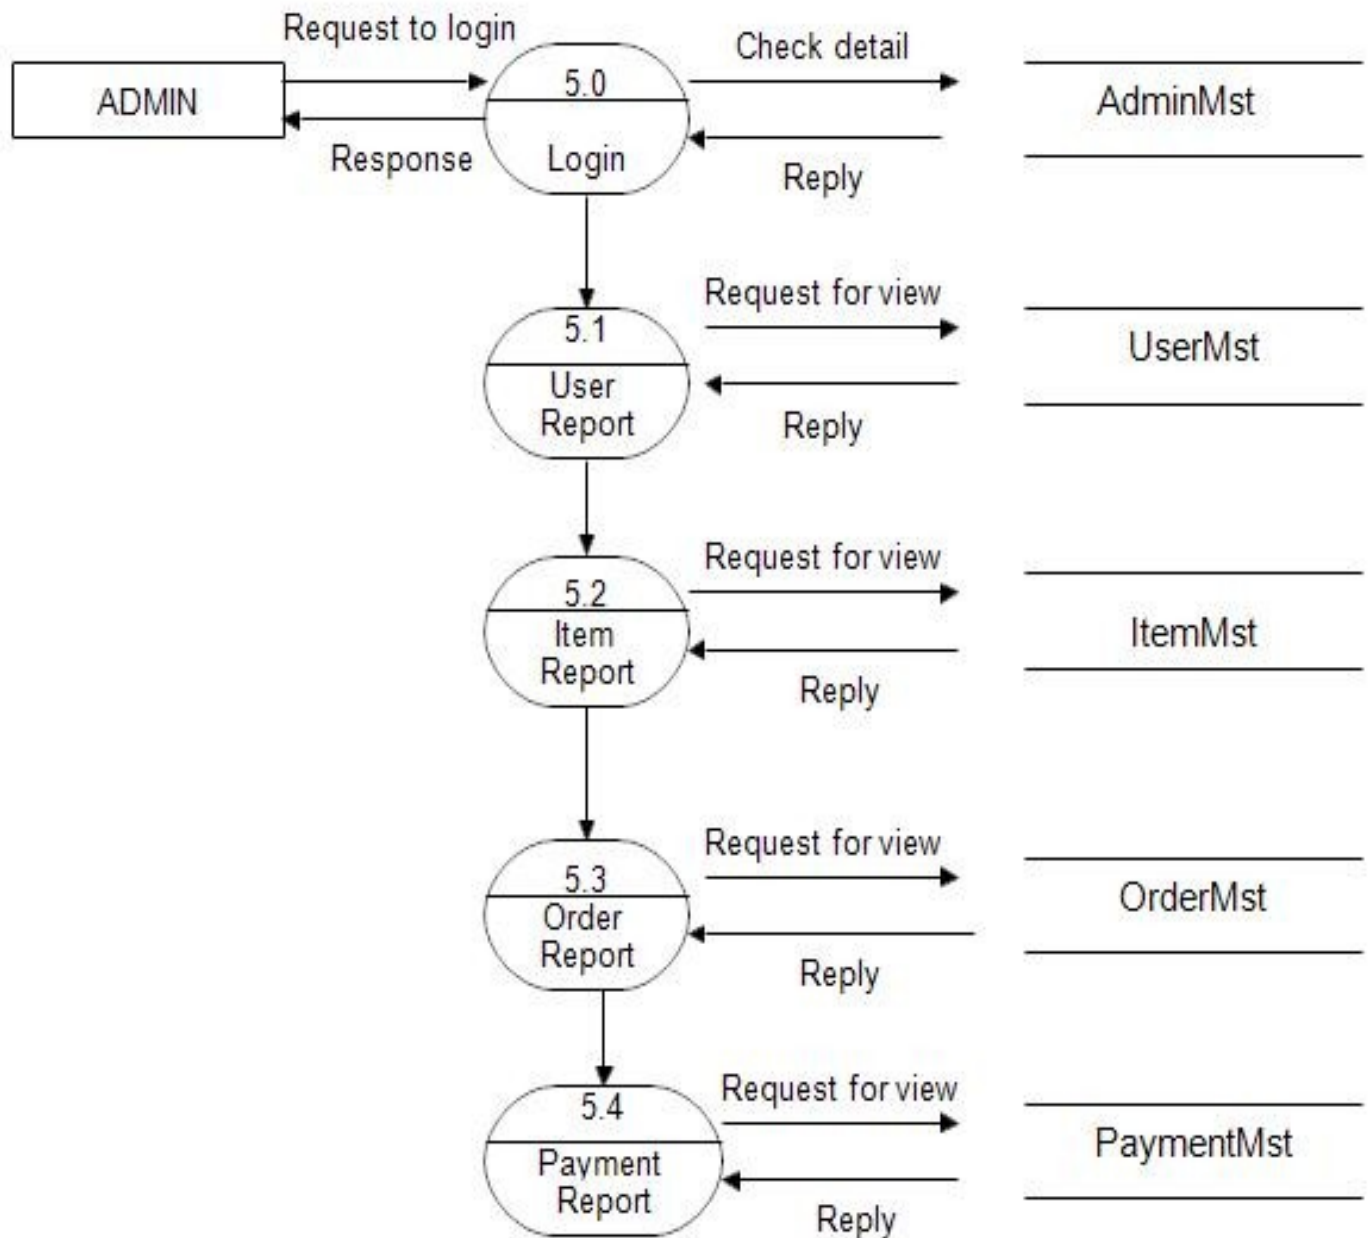 Request to login
Check detail
5.0
ADMIN
AdminMst
Response
Login
Reply
Request for view
5.1
UserMst
User
Report
Reply
Request for view
5.2
Item
Report
ItemMst
Reply
Request for view
5.3
Order
Report
OrderMst
Reply
Request for view
5.4
Payment
Report
PaymentMst
Reply